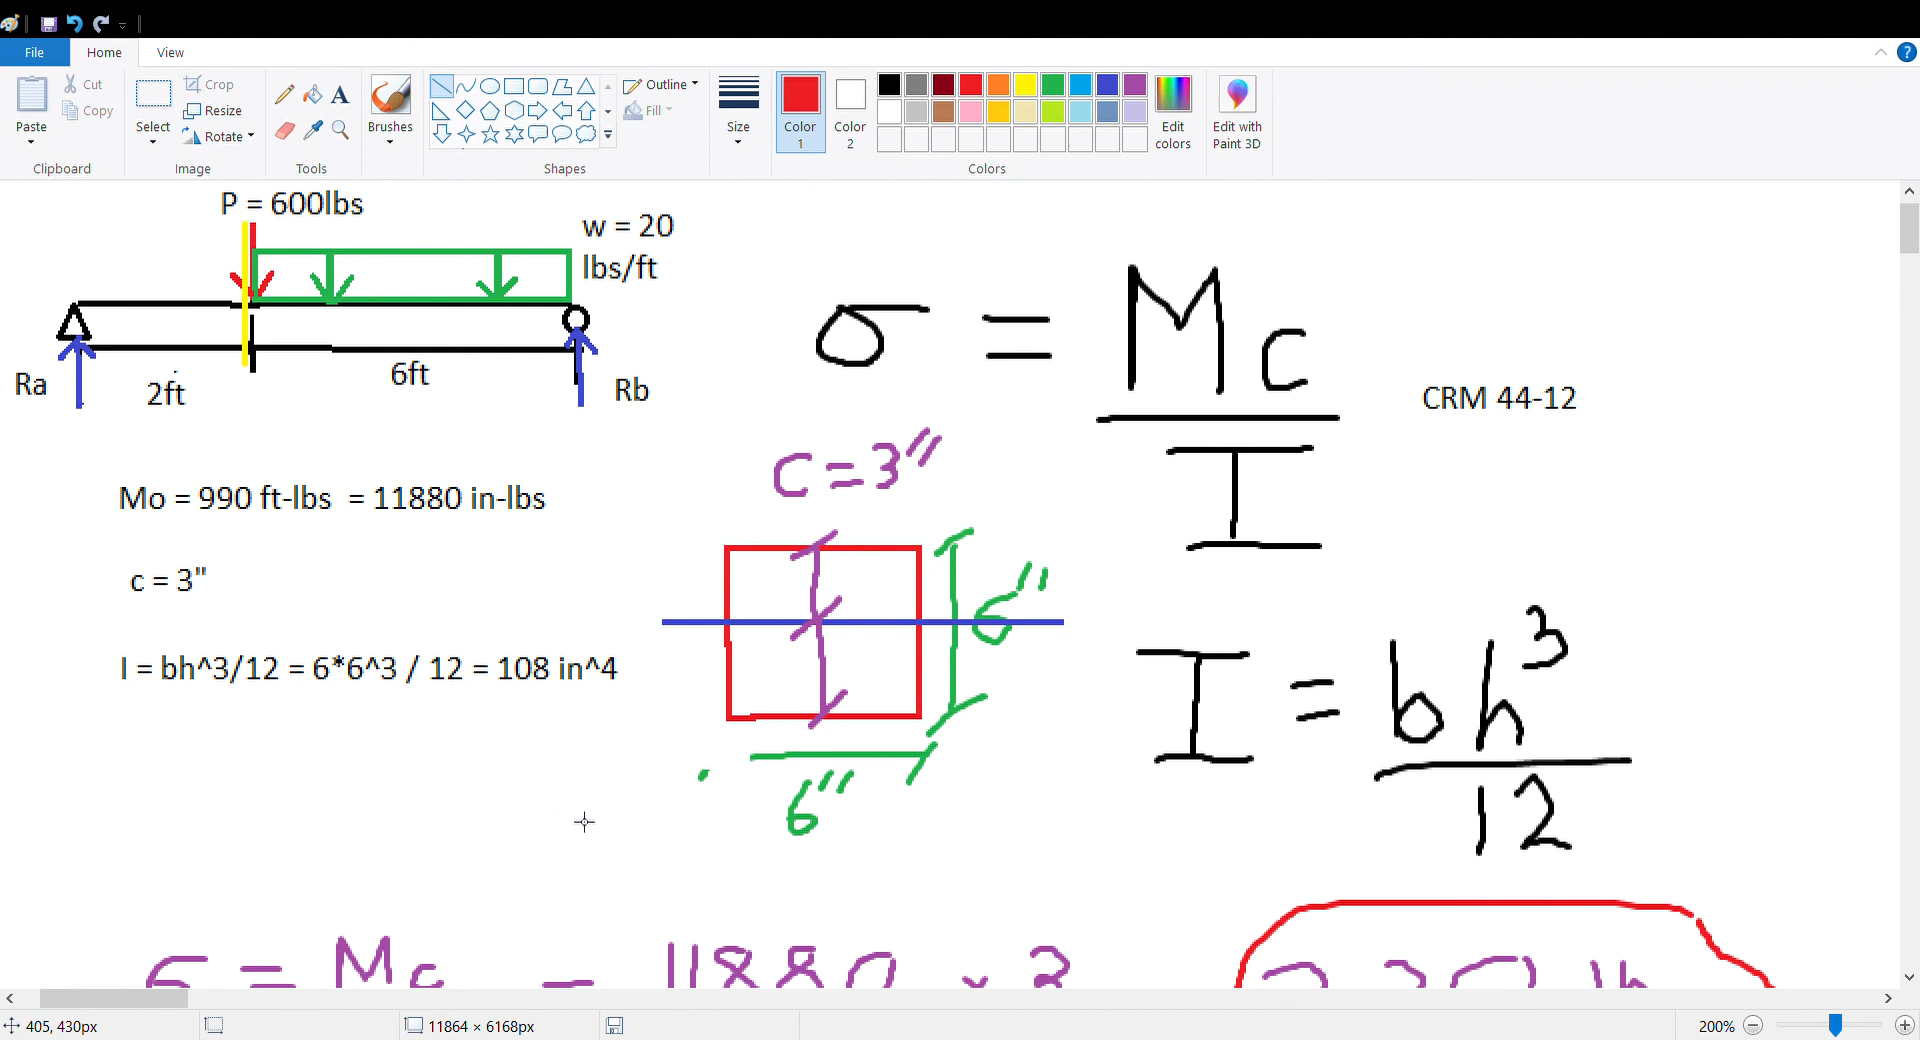 File Home View
Paste
Cut
Copy
Clipboard
Select
Crop
Resize
Rotate
Image
A
Tools
Brushes
Outline
Fill
Shapes
Size
Color 1
Color 2
Edit colors
Colors
Edit with Paint 3D
?
P = 600lbs
w = 20
lbs/ft
Ra
2ft
6ft
Rb
σ = Mc
I
CRM 44-12
c = 3"
Mo = 990 ft-lbs = 11880 in-lbs
c = 3"
6"
I = bh^3/12 = 6*6^3 / 12 = 108 in^4
I = bh³
12
6"
= Mc = 11880 x 3
405, 430px
11864 × 6168px
200%